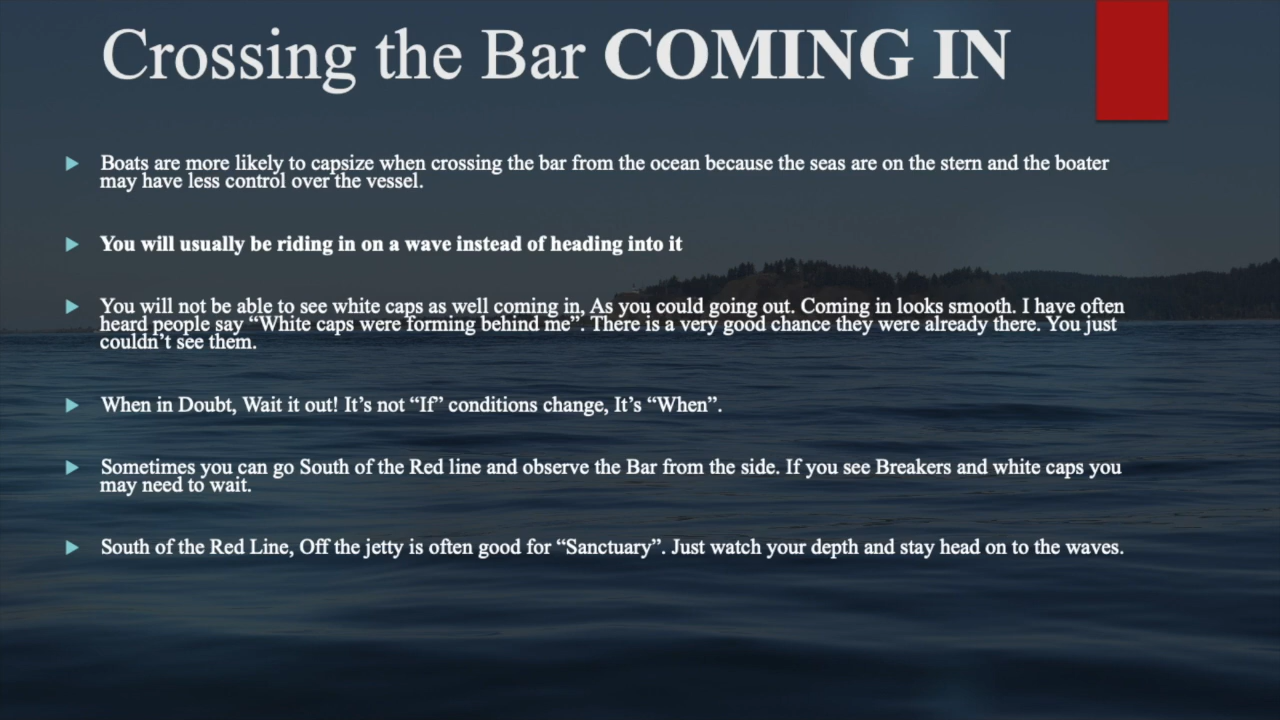 Crossing the Bar COMING IN
Boats are more likely to capsize when crossing the bar from the ocean because the seas are on the stern and the boater
may have less control over the vessel.
You will usually be riding in on a wave instead of heading into it
You will not be able to see white caps as well coming in, As you could going out. Coming in looks smooth. I have often
heard people say “White caps were forming behind me”. There is a very good chance they were already there. You just
couldn’t see them.
When in Doubt, Wait it out! It’s not “If” conditions change, It’s “When”.
Sometimes you can go South of the Red line and observe the Bar from the side. If you see Breakers and white caps you
may need to wait.
South of the Red Line, Off the jetty is often good for “Sanctuary”. Just watch your depth and stay head on to the waves.